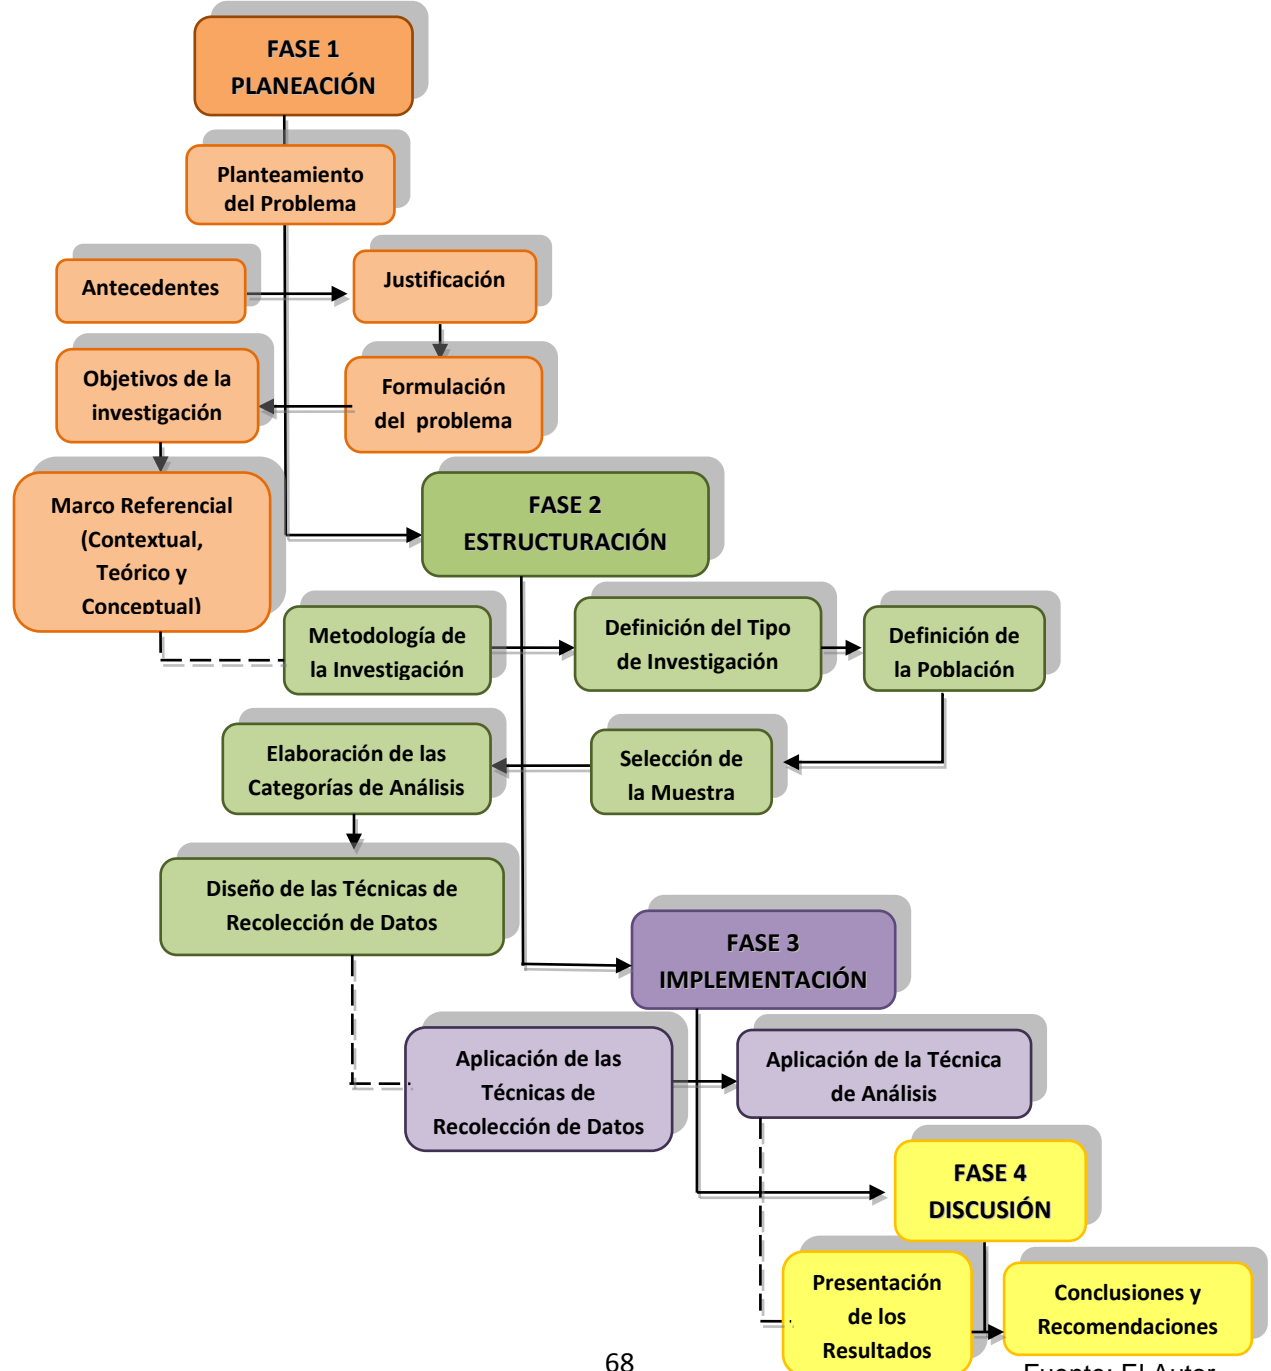 FASE 1
PLANEACIÓN
Planteamiento
del Problema
Antecedentes
Justificación
Objetivos de la
investigación
Formulación
del problema
Marco Referencial
(Contextual,
Teórico y
Conceptual)
FASE 2
ESTRUCTURACIÓN
Metodología de
la Investigación
Definición del Tipo
de Investigación
Definición de
la Población
Elaboración de las
Categorías de Análisis
Selección de
la Muestra
Diseño de las Técnicas de
Recolección de Datos
FASE 3
IMPLEMENTACIÓN
Aplicación de las
Técnicas de
Recolección de Datos
Aplicación de la Técnica
de Análisis
FASE 4
DISCUSIÓN
Presentación
de los
Resultados
Conclusiones y
Recomendaciones
68
Fuente: El Autor